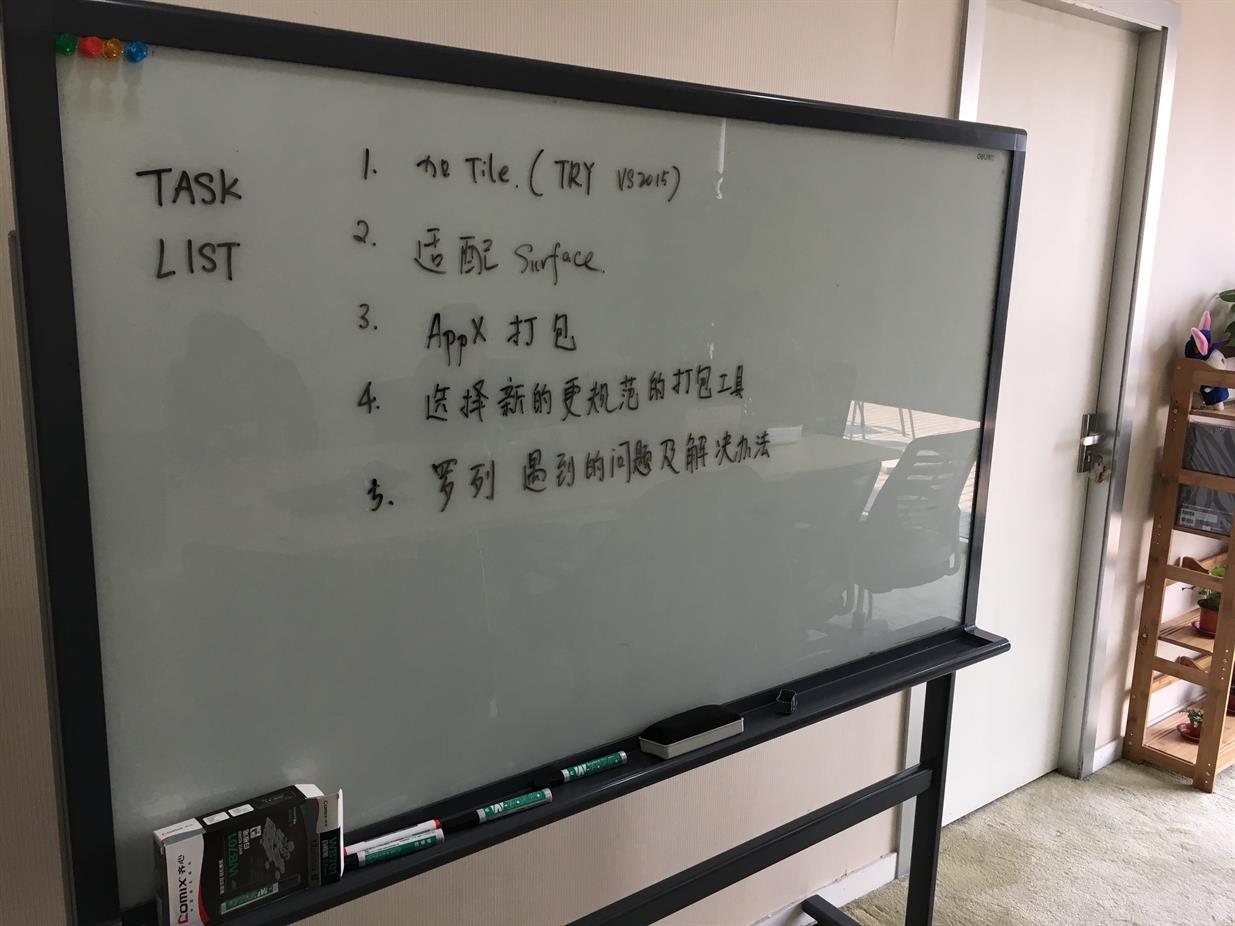 TASK
LIST
1. 加 Tile. (TRY VS2015)
2. 适配 Surface.
3. AppX 打包
4. 选择新的更规范的打包工具
5. 罗列 遇到的问题及解决办法
deli
Comix 齐心
WB701